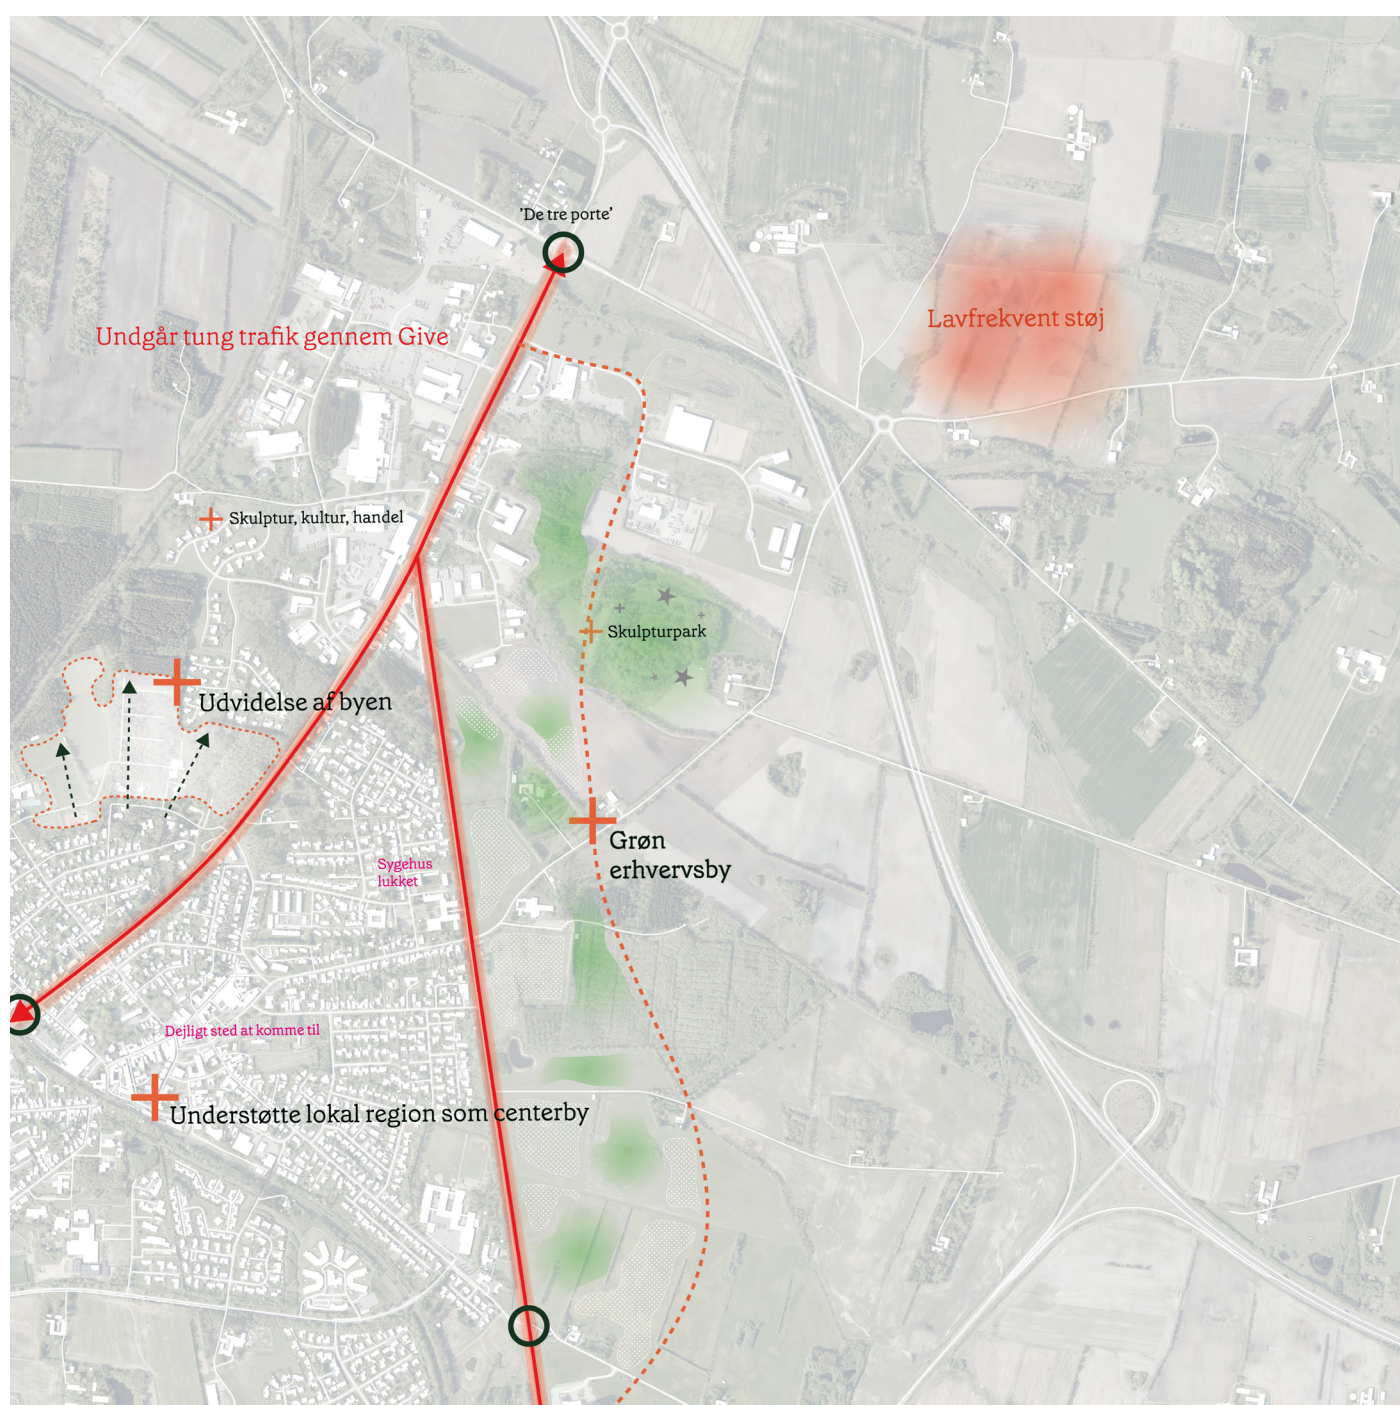 ’De tre porte’
Undgår tung trafik gennem Give
Lavfrekvent støj
Skulptur, kultur, handel
Skulpturpark
Udvidelse af byen
Grøn
erhvervsby
Sygehus
lukket
Dejligt sted at komme til
Understøtte lokal region som centerby